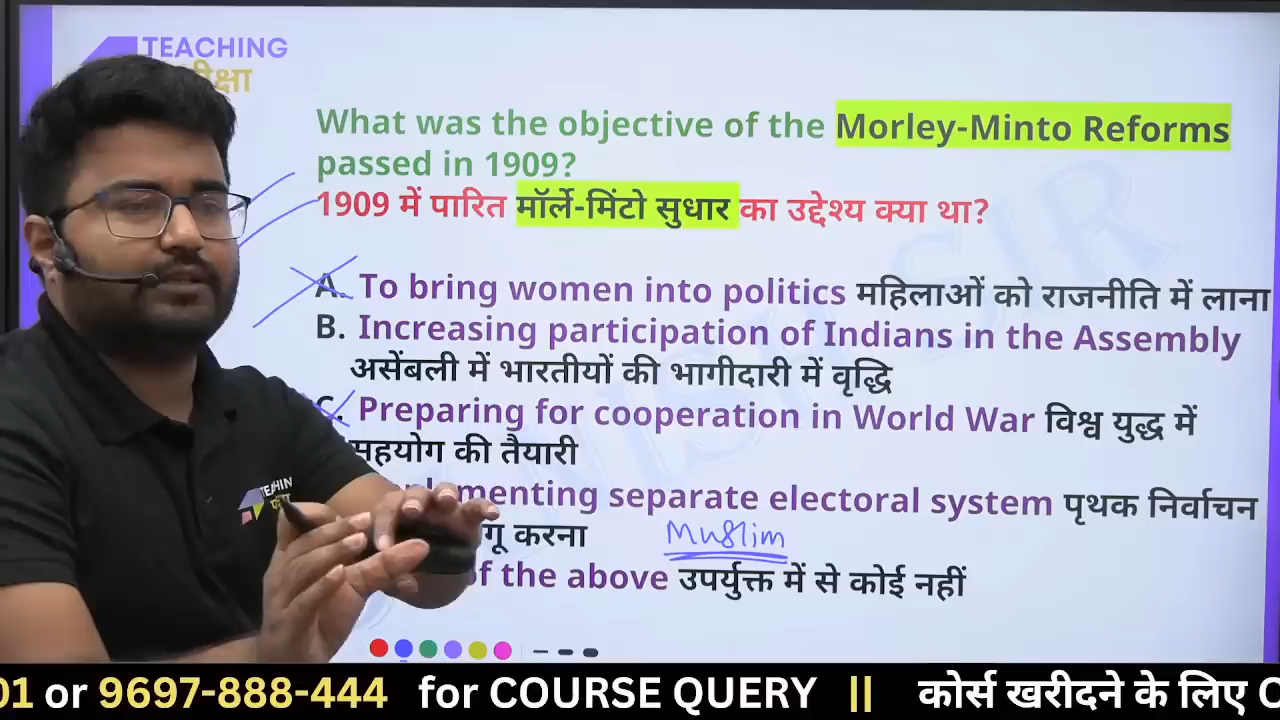 TEACHING
What was the objective of the Morley-Minto Reforms
passed in 1909?
1909 में पारित मॉर्ले-मिंटो सुधार का उद्देश्य क्या था?
A. To bring women into politics महिलाओं को राजनीति में लाना
B. Increasing participation of Indians in the Assembly
असेंबली में भारतीयों की भागीदारी में वृद्धि
C. Preparing for cooperation in World War विश्व युद्ध में
सहयोग की तैयारी
separate electoral system पृथक निर्वाचन
करना
Muslim
of the above उपर्युक्त में से कोई नहीं
01 or 9697-888-444 for COURSE QUERY || कोर्स खरीदने के लिए